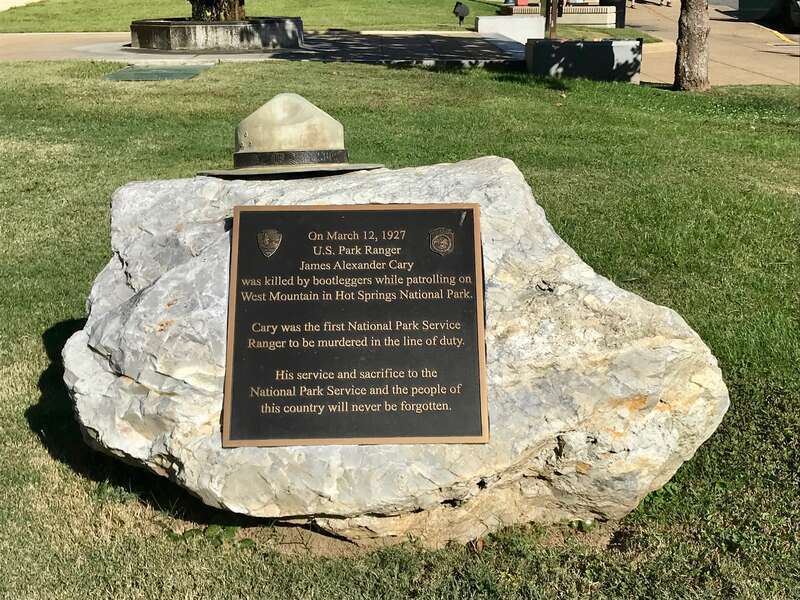 On March 12, 1927
U.S. Park Ranger
James Alexander Cary
was killed by bootleggers while patrolling on
West Mountain in Hot Springs National Park.
Cary was the first National Park Service
Ranger to be murdered in the line of duty.
His service and sacrifice to the
National Park Service and the people of
this country will never be forgotten.